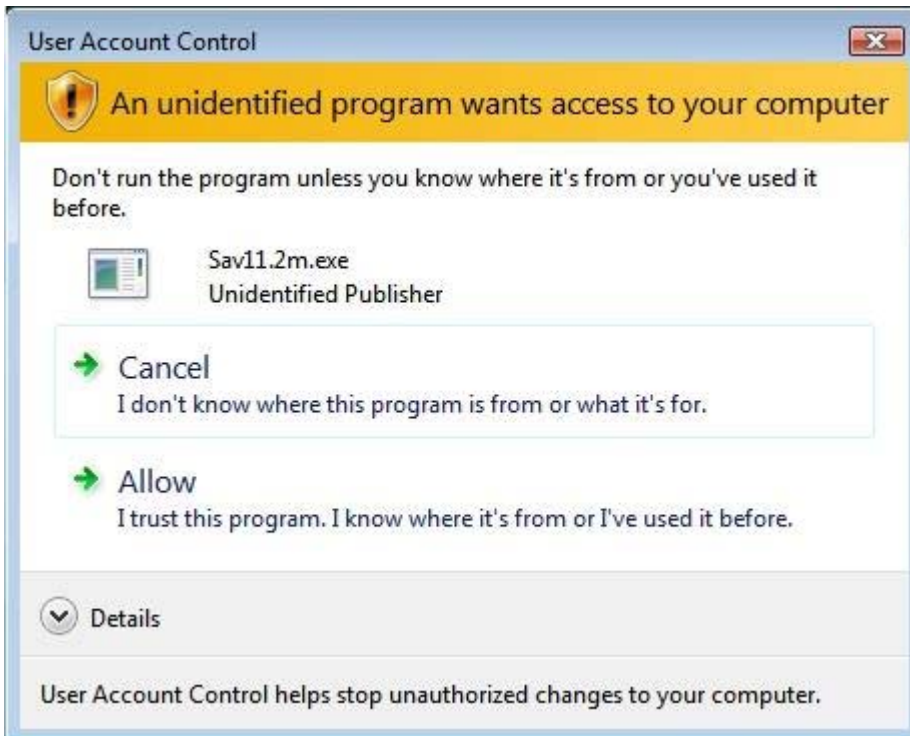 User Account Control
An unidentified program wants access to your computer
Don't run the program unless you know where it's from or you've used it
before.
Sav11.2m.exe
Unidentified Publisher
Cancel
I don't know where this program is from or what it's for.
Allow
I trust this program. I know where it's from or I've used it before.
Details
User Account Control helps stop unauthorized changes to your computer.